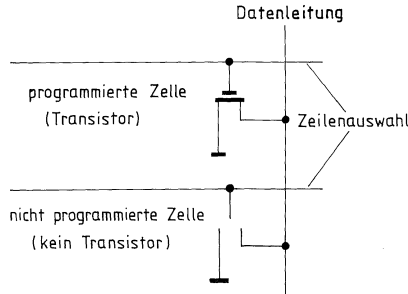 Datenleitung
programmierte Zelle
(Transistor)
Zeilenauswahl
nicht programmierte Zelle
(kein Transistor)